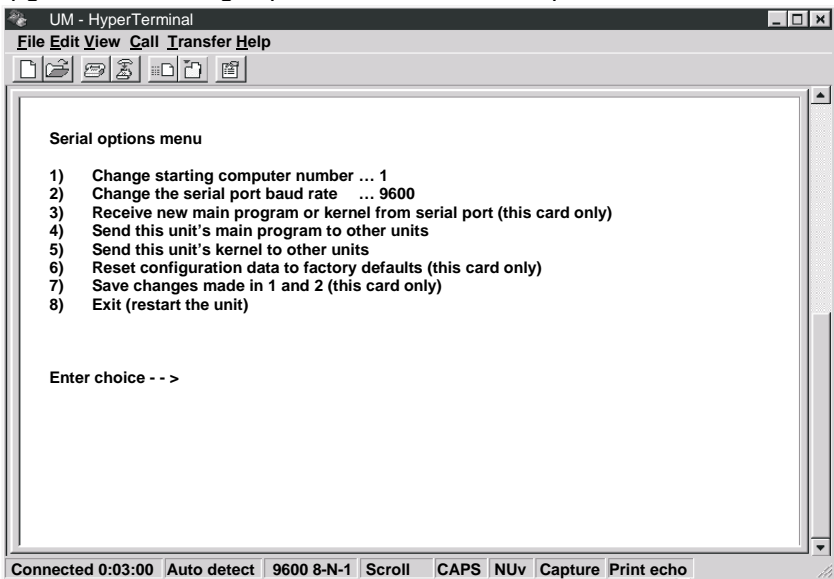 UM - HyperTerminal
File Edit View Call Transfer Help
Serial options menu
1) Change starting computer number … 1
2) Change the serial port baud rate … 9600
3) Receive new main program or kernel from serial port (this card only)
4) Send this unit's main program to other units
5) Send this unit's kernel to other units
6) Reset configuration data to factory defaults (this card only)
7) Save changes made in 1 and 2 (this card only)
8) Exit (restart the unit)
Enter choice - - >
Connected 0:03:00 Auto detect 9600 8-N-1 Scroll CAPS NUv Capture Print echo